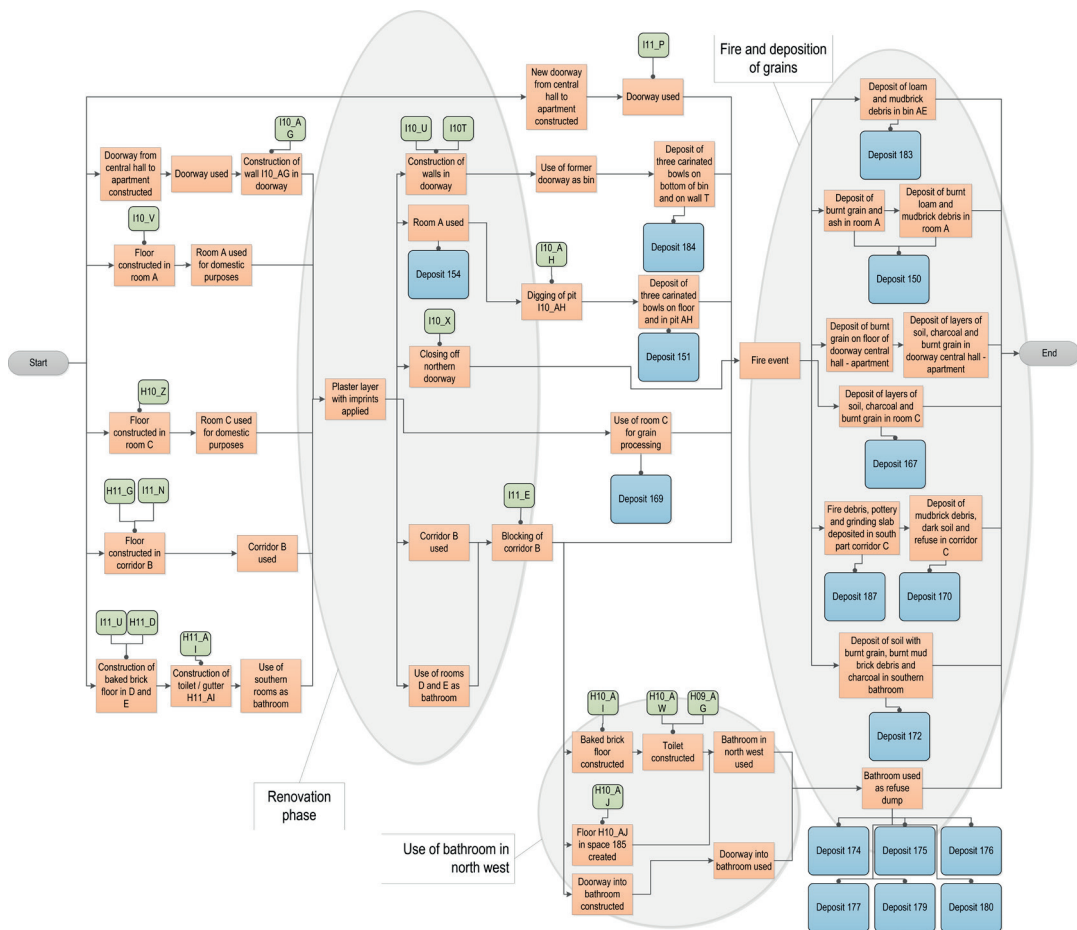 I11_P
Fire and deposition
of grains
New doorway
from central
hall to
apartment
constructed
Doorway used
Deposit of loam
and mudbrick
debris in bin AE
Deposit 183
I10_A
G
I10_U
I10T
Doorway from
central hall to
apartment
constructed
Doorway used
Construction of
wall I10_AG in
doorway
Construction of
walls in
doorway
Use of former
doorway as bin
Deposit of
three carinated
bowls on
bottom of bin
and on wall T
Deposit 184
Deposit of
burnt grain and
ash in room A
Deposit of burnt
loam and
mudbrick debris in
room A
Deposit 150
I10_V
Floor
constructed in
room A
Room A used
for domestic
purposes
Room A used
Deposit 154
I10_A
H
Digging of pit
I10_AH
Deposit of
three carinated
bowls on floor
and in pit AH
Deposit 151
I10_X
Closing off
northern
doorway
Deposit of burnt
grain on floor of
doorway central
hall - apartment
Deposit of layers of
soil, charcoal and
burnt grain in
doorway central hall -
apartment
Start
Fire event
End
H10_Z
Floor
constructed in
room C
Room C used
for domestic
purposes
Plaster layer
with imprints
applied
Use of room C
for grain
processing
Deposit 169
Deposit of layers of
soil, charcoal and
burnt grain in room C
Deposit 167
H11_G
I11_N
Floor
constructed in
corridor B
Corridor B
used
Corridor B
used
I11_E
Blocking of
corridor B
Fire debris, pottery
and grinding slab
deposited in south
part corridor C
Deposit of
mudbrick debris,
dark soil and
refuse in corridor C
Deposit 187
Deposit 170
I11_U
H11_D
H11_A
I
Construction of
baked brick
floor in D and
E
Construction of
toilet / gutter
H11_AI
Use of
southern
rooms as
bathroom
Use of rooms
D and E as
bathroom
Deposit of soil with
burnt grain, burnt mud
brick debris and
charcoal in southern
bathroom
Deposit 172
H10_A
I
H10_A
W
H09_A
G
Baked brick
floor
constructed
Toilet
constructed
Bathroom in
north west
used
Renovation
phase
H10_A
J
Floor H10_AJ
in space 185
created
Bathroom used
as refuse
dump
Use of bathroom in
north west
Doorway into
bathroom
constructed
Doorway into
bathroom used
Deposit 174
Deposit 175
Deposit 176
Deposit 177
Deposit 179
Deposit 180